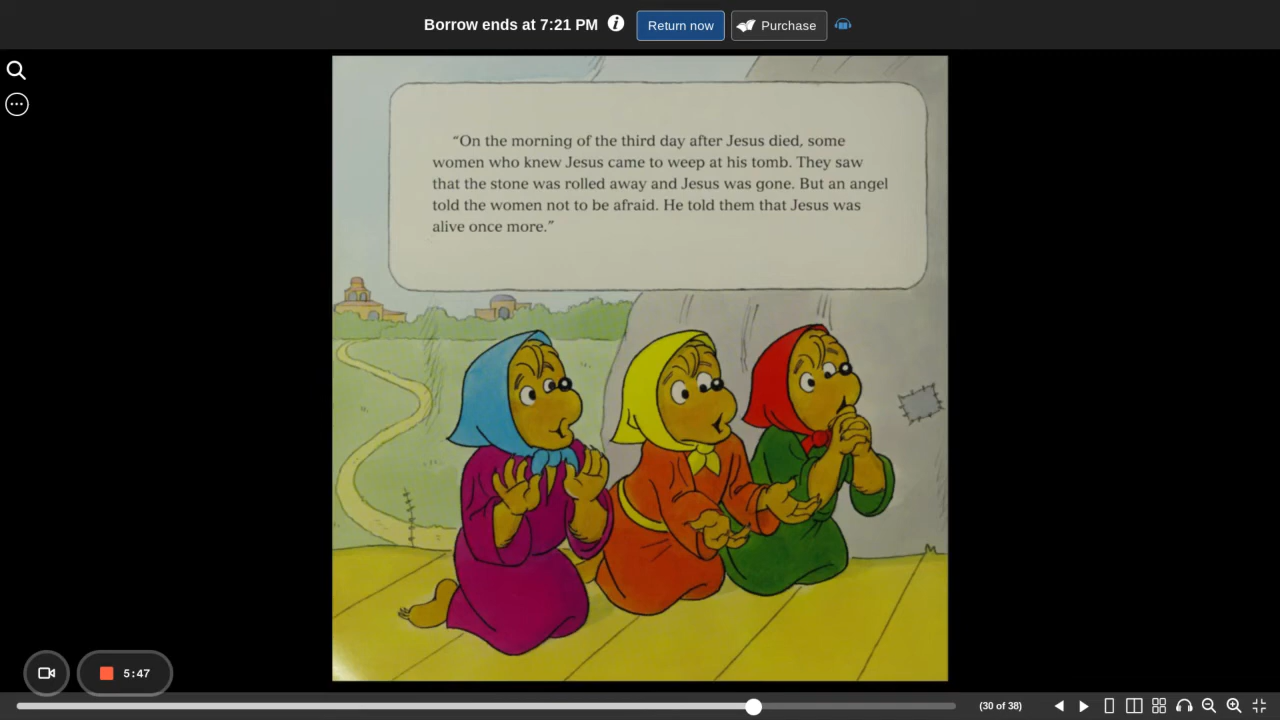 Borrow ends at 7:21 PM
Return now
Purchase
“On the morning of the third day after Jesus died, some
women who knew Jesus came to weep at his tomb. They saw
that the stone was rolled away and Jesus was gone. But an angel
told the women not to be afraid. He told them that Jesus was
alive once more.”
5:47
(30 of 38)